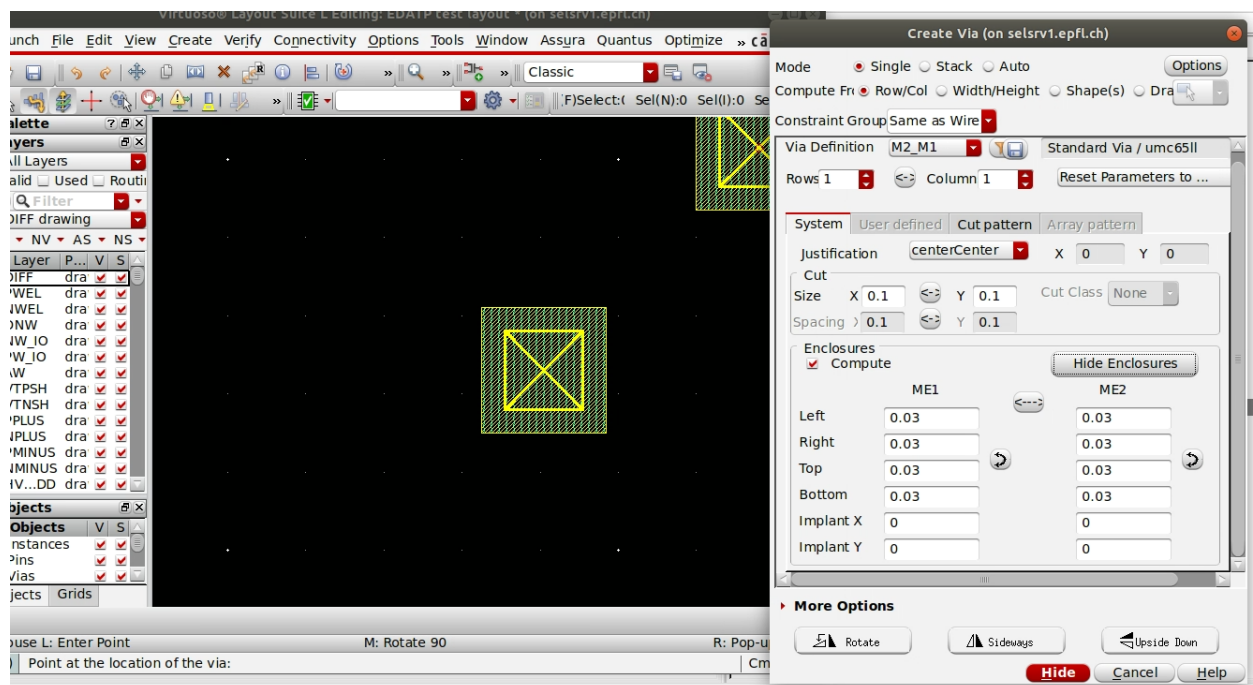 Virtuoso® Layout Suite L Editing: EDATP test layout * (on selsrv1.epfl.ch)
unch File Edit View Create Verify Connectivity Options Tools Window Assura Quantus Optimize » cā
» » » Classic
» F)Select:( Sel(N):0 Sel(I):0 Se
alette
yers
All Layers
alid Used Routi
Filter
DIFF drawing
NV AS NS
Layer P... V S
DIFF dra
PWEL dra
NWEL dra
DNW dra
NW_IO dra
PW_IO dra
dra
VTPSH dra
VTNSH dra
PPLUS dra
NPLUS dra
PMINUS dra
NMINUS dra
HV...DD dra
bjects
Objects V S
nstances
Pins
Vias
jects Grids
ouse L: Enter Point M: Rotate 90 R: Pop-u
Point at the location of the via: Cm
Create Via (on selsrv1.epfl.ch)
Mode Single Stack Auto Options
Compute Fr Row/Col Width/Height Shape(s) Dra
Constraint Group Same as Wire
Via Definition M2_M1 Standard Via / umc65ll
Rows 1 <-> Column 1 Reset Parameters to ...
System User defined Cut pattern Array pattern
Justification centerCenter X 0 Y 0
Cut
Size X 0.1 <-> Y 0.1 Cut Class None
Spacing X 0.1 <-> Y 0.1
Enclosures
Compute Hide Enclosures
ME1 <---> ME2
Left 0.03 0.03
Right 0.03 0.03
Top 0.03 0.03
Bottom 0.03 0.03
Implant X 0 0
Implant Y 0 0
More Options
Rotate Sideways Upside Down
Hide Cancel Help